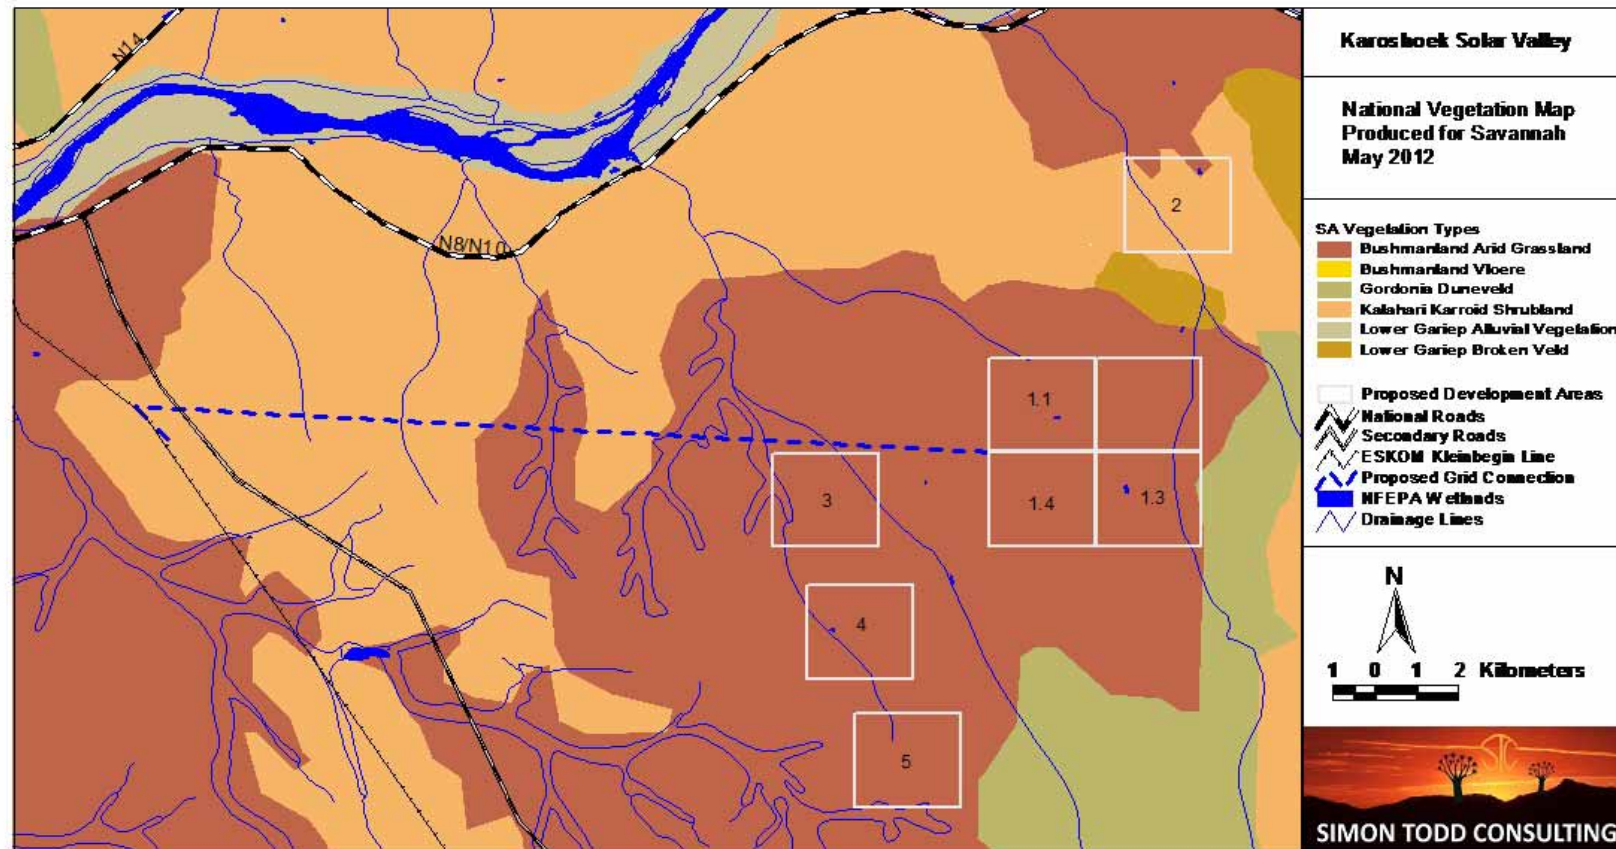 N14
N8/N10
2
1.1
3
1.4
1.3
4
5
Karoshoek Solar Valley
National Vegetation Map
Produced for Savannah
May 2012
SA Vegetation Types
Bushmanland Arid Grassland
Bushmanland Vloere
Gordonia Duneveld
Kalahari Karroid Shrubland
Lower Gariep Alluvial Vegetation
Lower Gariep Broken Veld
Proposed Development Areas
National Roads
Secondary Roads
ESKOM Kleinbegin Line
Proposed Grid Connection
NFEPA Wetlands
Drainage Lines
N
1 0 1 2 Kilometers
SIMON TODD CONSULTING